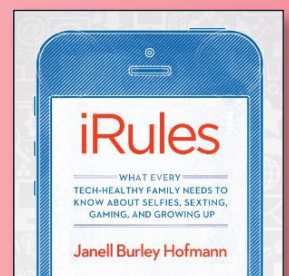 iRules
WHAT EVERY
TECH-HEALTHY FAMILY NEEDS TO
KNOW ABOUT SELFIES, SEXTING,
GAMING, AND GROWING UP
Janell Burley Hofmann